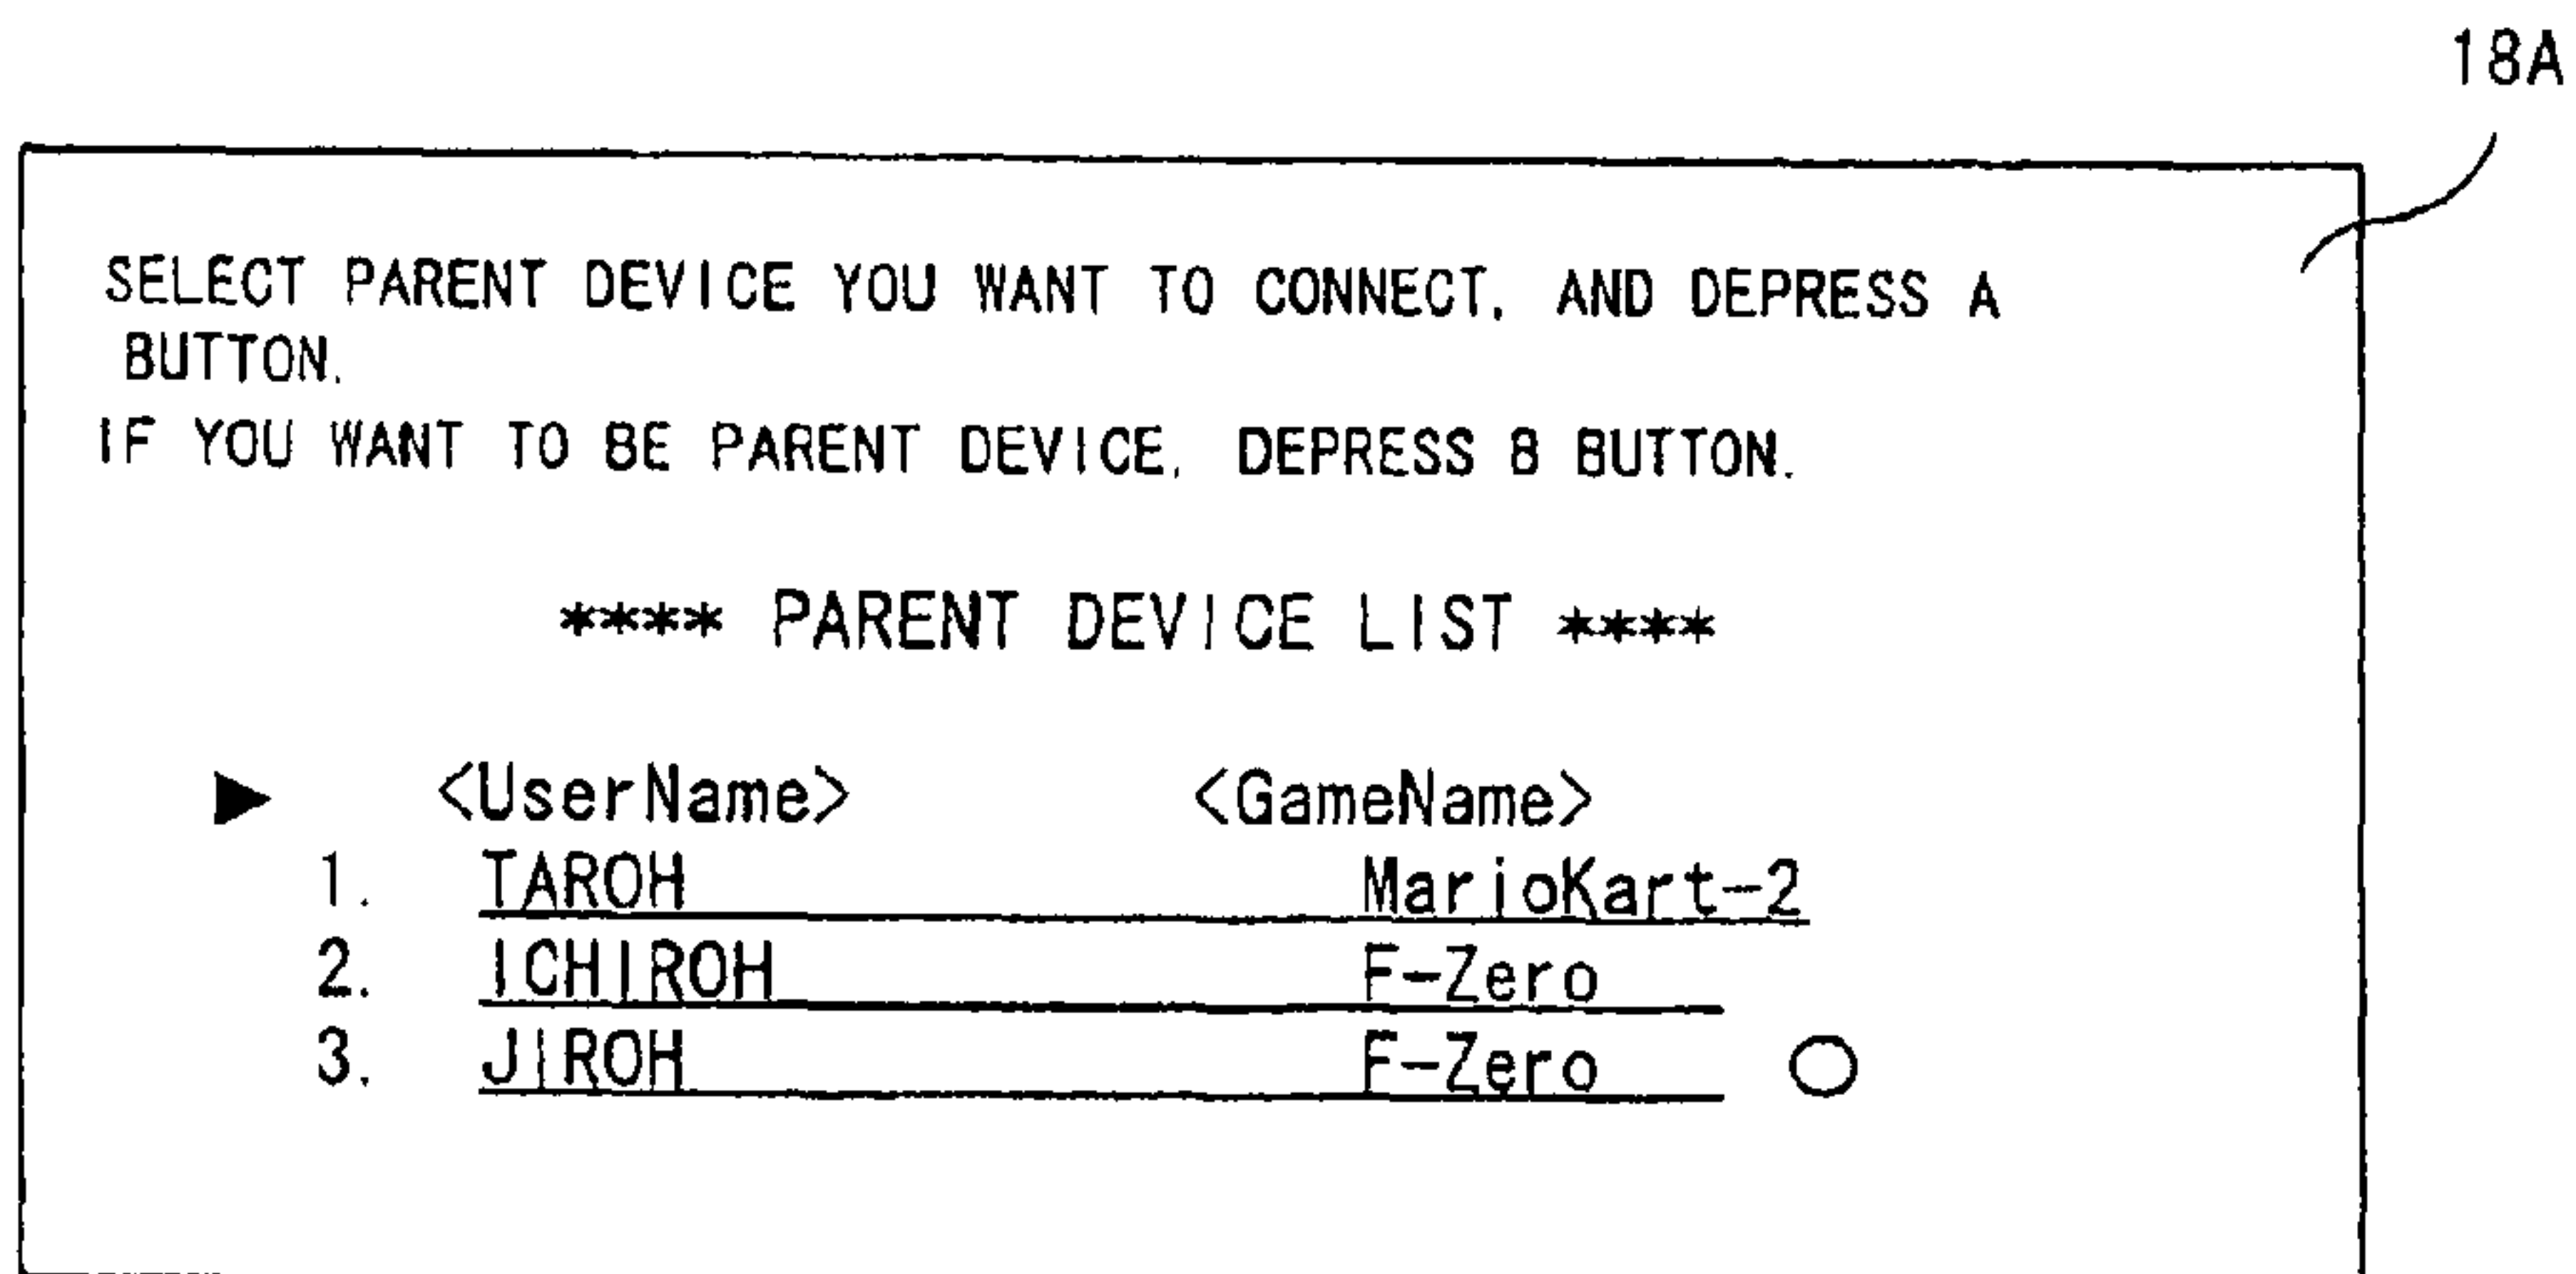 18A
SELECT PARENT DEVICE YOU WANT TO CONNECT, AND DEPRESS A
BUTTON.
IF YOU WANT TO BE PARENT DEVICE, DEPRESS B BUTTON.
**** PARENT DEVICE LIST ****
▶ <UserName> <GameName>
1. TAROH MarioKart-2
2. ICHIROH F-Zero
3. JIROH F-Zero ○